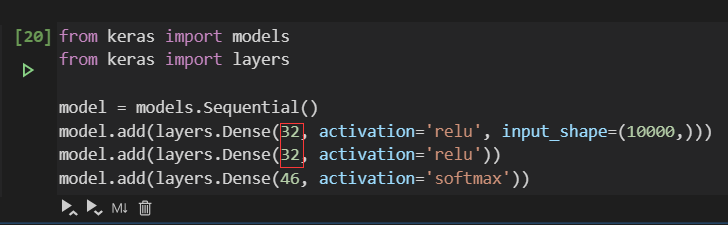 [20] from keras import models
from keras import layers
model = models.Sequential()
model.add(layers.Dense(32, activation='relu', input_shape=(10000,)))
model.add(layers.Dense(32, activation='relu'))
model.add(layers.Dense(46, activation='softmax'))
M↓